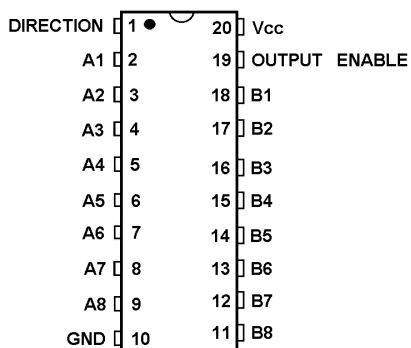 DIRECTION 1 20 Vcc
A1 2 19 OUTPUT ENABLE
A2 3 18 B1
A3 4 17 B2
A4 5 16 B3
A5 6 15 B4
A6 7 14 B5
A7 8 13 B6
A8 9 12 B7
GND 10 11 B8